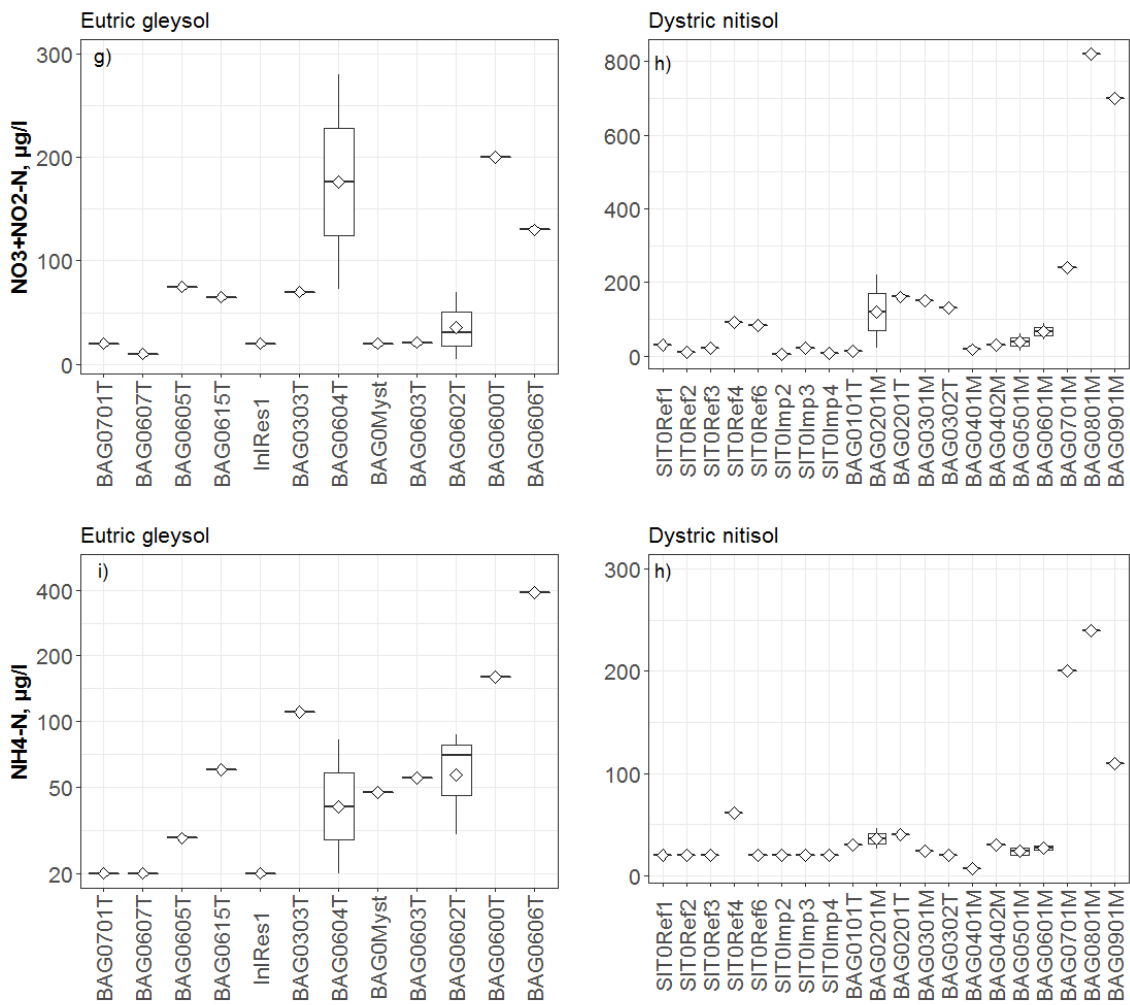 Eutric gleysol
g)
NO3+NO2-N, µg/l
300
200
100
0
BAG0701T
BAG0607T
BAG0605T
BAG0615T
InlRes1
BAG0303T
BAG0604T
BAG0Myst
BAG0603T
BAG0602T
BAG0600T
BAG0606T
Dystric nitisol
h)
800
600
400
200
0
SIT0Ref1
SIT0Ref2
SIT0Ref3
SIT0Ref4
SIT0Ref6
SIT0Imp2
SIT0Imp3
SIT0Imp4
BAG0101T
BAG0201M
BAG0201T
BAG0301M
BAG0302T
BAG0401M
BAG0402M
BAG0501M
BAG0601M
BAG0701M
BAG0801M
BAG0901M
Eutric gleysol
i)
NH4-N, µg/l
400
200
100
50
20
BAG0701T
BAG0607T
BAG0605T
BAG0615T
InlRes1
BAG0303T
BAG0604T
BAG0Myst
BAG0603T
BAG0602T
BAG0600T
BAG0606T
Dystric nitisol
h)
300
200
100
0
SIT0Ref1
SIT0Ref2
SIT0Ref3
SIT0Ref4
SIT0Ref6
SIT0Imp2
SIT0Imp3
SIT0Imp4
BAG0101T
BAG0201M
BAG0201T
BAG0301M
BAG0302T
BAG0401M
BAG0402M
BAG0501M
BAG0601M
BAG0701M
BAG0801M
BAG0901M